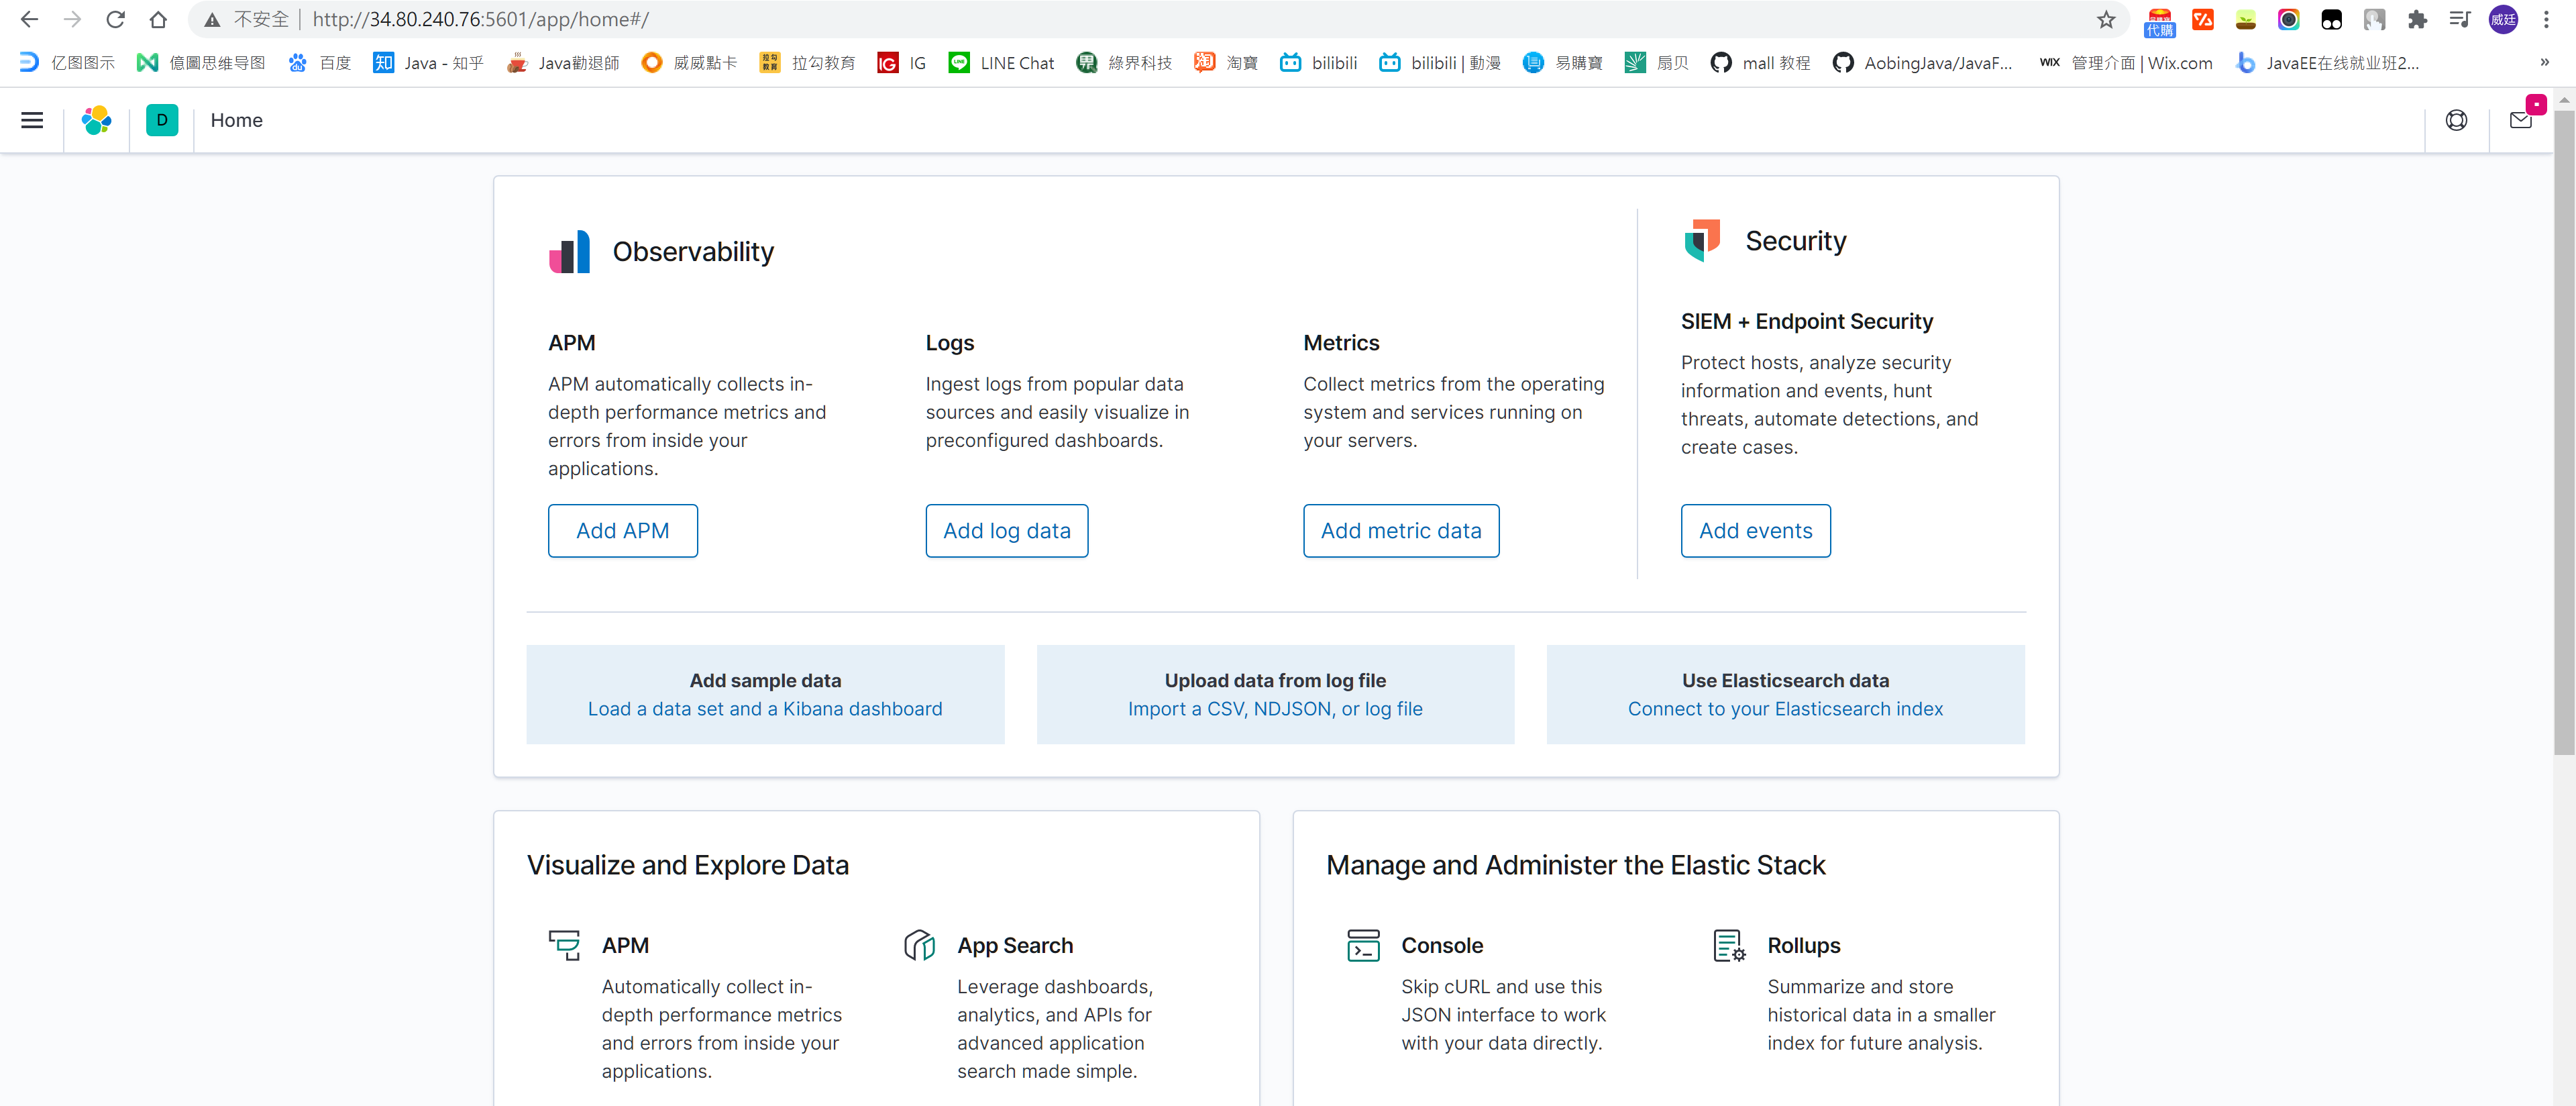 不安全 http://34.80.240.76:5601/app/home#/
代購
威廷
亿图图示 億圖思维导图 百度 知 Java - 知乎 Java勸退師 威威點卡 拉勾教育 拉勾教育 IG IG LINE Chat 界 綠界科技 淘 淘寶 bilibili bilibili | 動漫 易購寶 扇贝 mall 教程 AobingJava/JavaF... WIX 管理介面 | Wix.com JavaEE在线就业班2... »
D Home
Observability
APM
APM automatically collects in-
depth performance metrics and
errors from inside your
applications.
Add APM
Logs
Ingest logs from popular data
sources and easily visualize in
preconfigured dashboards.
Add log data
Metrics
Collect metrics from the operating
system and services running on
your servers.
Add metric data
Security
SIEM + Endpoint Security
Protect hosts, analyze security
information and events, hunt
threats, automate detections, and
create cases.
Add events
Add sample data
Load a data set and a Kibana dashboard
Upload data from log file
Import a CSV, NDJSON, or log file
Use Elasticsearch data
Connect to your Elasticsearch index
Visualize and Explore Data
APM
Automatically collect in-
depth performance metrics
and errors from inside your
applications.
App Search
Leverage dashboards,
analytics, and APIs for
advanced application
search made simple.
Manage and Administer the Elastic Stack
Console
Skip cURL and use this
JSON interface to work
with your data directly.
Rollups
Summarize and store
historical data in a smaller
index for future analysis.